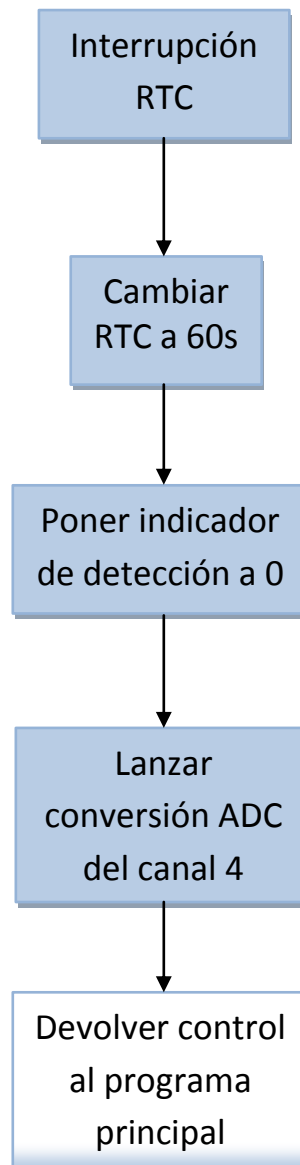 Interrupción
RTC
Cambiar
RTC a 60s
Poner indicador
de detección a 0
Lanzar
conversión ADC
del canal 4
Devolver control
al programa
principal